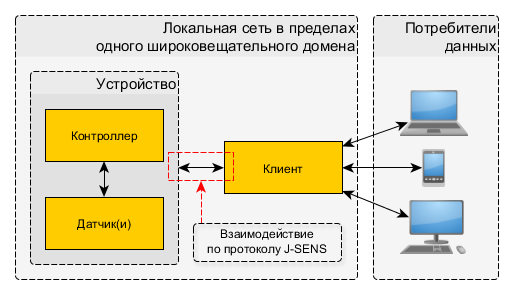 Локальная сеть в пределах
одного широковещательного домена
Потребители
данных
Устройство
Контроллер
Клиент
Датчик(и)
Взаимодействие
по протоколу J-SENS